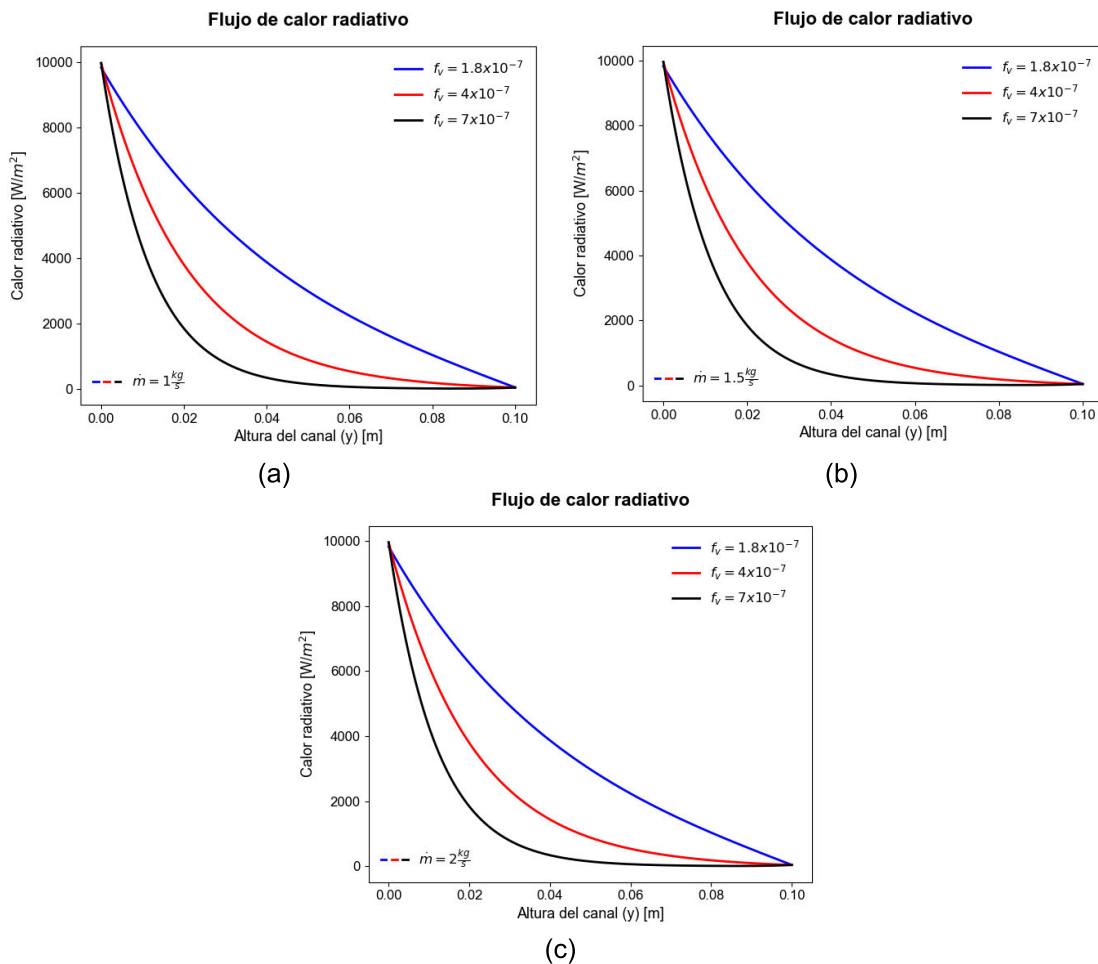 Flujo de calor radiativo
Calor radiativo [W/m²]
10000
8000
6000
4000
2000
0
f_v = 1.8x10⁻⁷
f_v = 4x10⁻⁷
f_v = 7x10⁻⁷
ṁ = 1 kg/s
0.00 0.02 0.04 0.06 0.08 0.10
Altura del canal (y) [m]
(a)
Flujo de calor radiativo
Calor radiativo [W/m²]
10000
8000
6000
4000
2000
0
f_v = 1.8x10⁻⁷
f_v = 4x10⁻⁷
f_v = 7x10⁻⁷
ṁ = 1.5 kg/s
0.00 0.02 0.04 0.06 0.08 0.10
Altura del canal (y) [m]
(b)
Flujo de calor radiativo
Calor radiativo [W/m²]
10000
8000
6000
4000
2000
0
f_v = 1.8x10⁻⁷
f_v = 4x10⁻⁷
f_v = 7x10⁻⁷
ṁ = 2 kg/s
0.00 0.02 0.04 0.06 0.08 0.10
Altura del canal (y) [m]
(c)